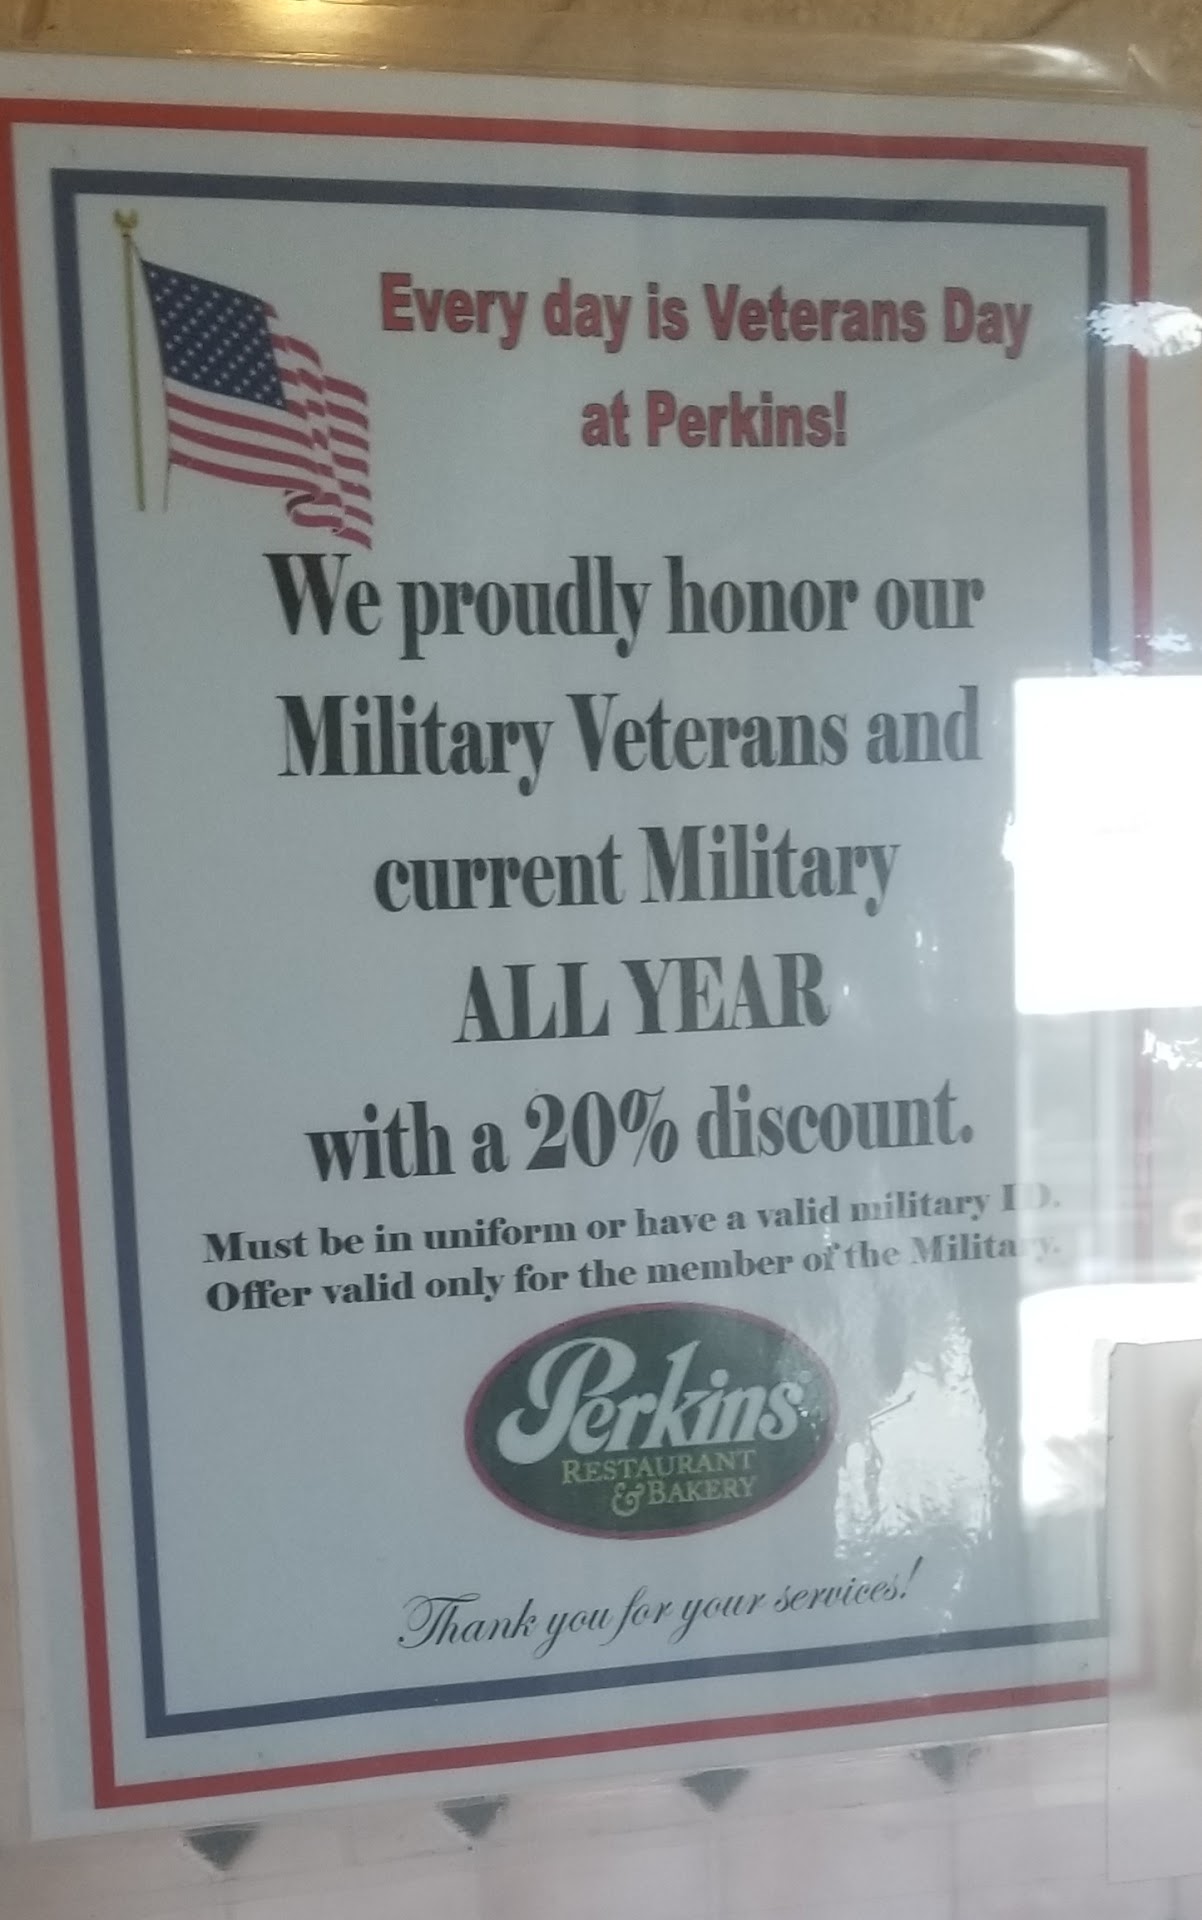 Every day is Veterans Day
at Perkins!
We proudly honor our
Military Veterans and
current Military
ALL YEAR
with a 20% discount.
Must be in uniform or have a valid military ID.
Offer valid only for the member of the Military.
Perkins
RESTAURANT
& BAKERY
Thank you for your services!